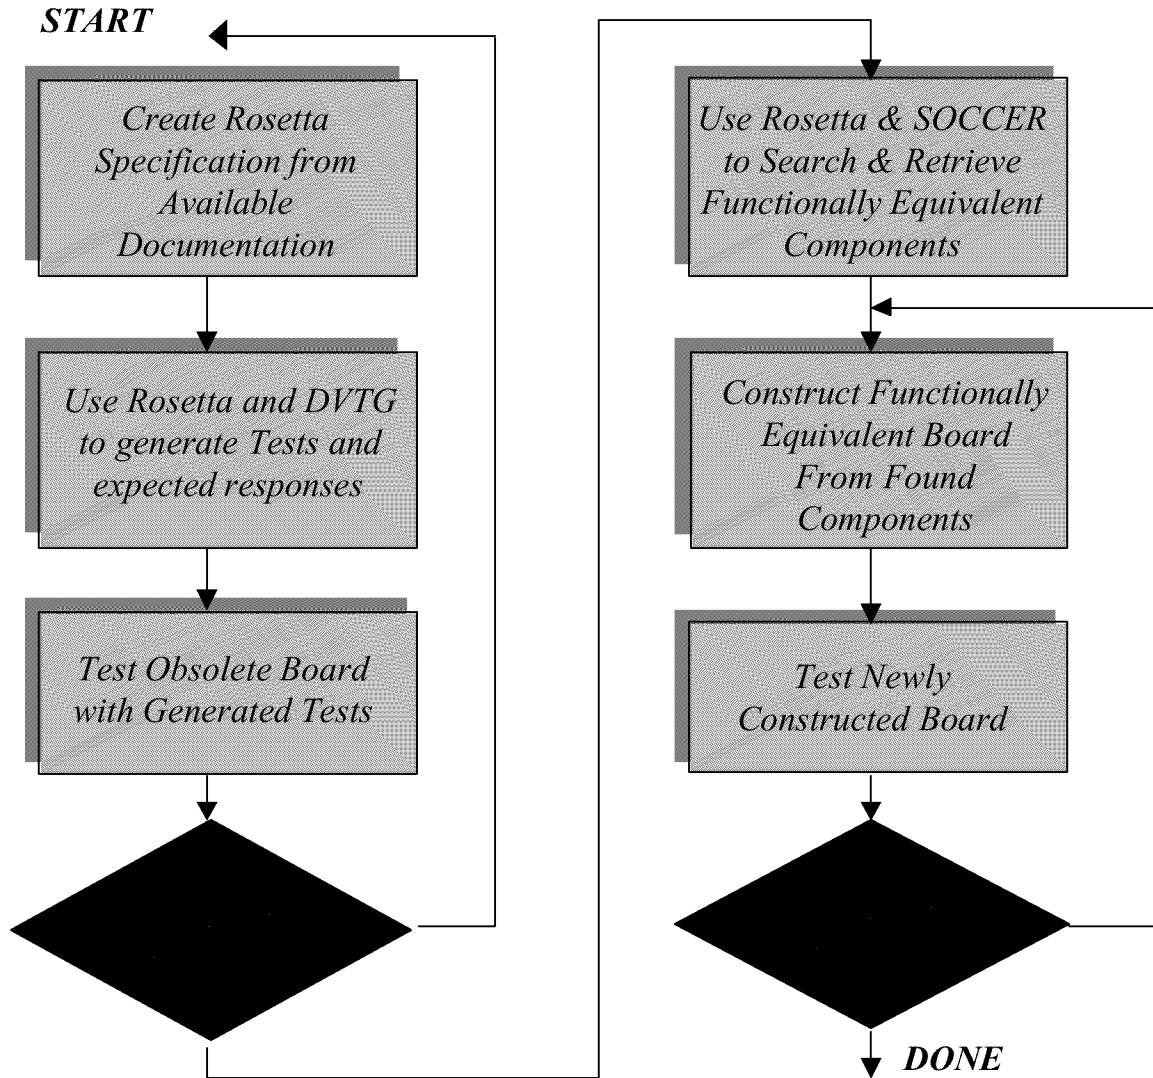 START
Create Rosetta
Specification from
Available
Documentation
Use Rosetta and DVTG
to generate Tests and
expected responses
Test Obsolete Board
with Generated Tests
Use Rosetta & SOCCER
to Search & Retrieve
Functionally Equivalent
Components
Construct Functionally
Equivalent Board
From Found
Components
Test Newly
Constructed Board
DONE